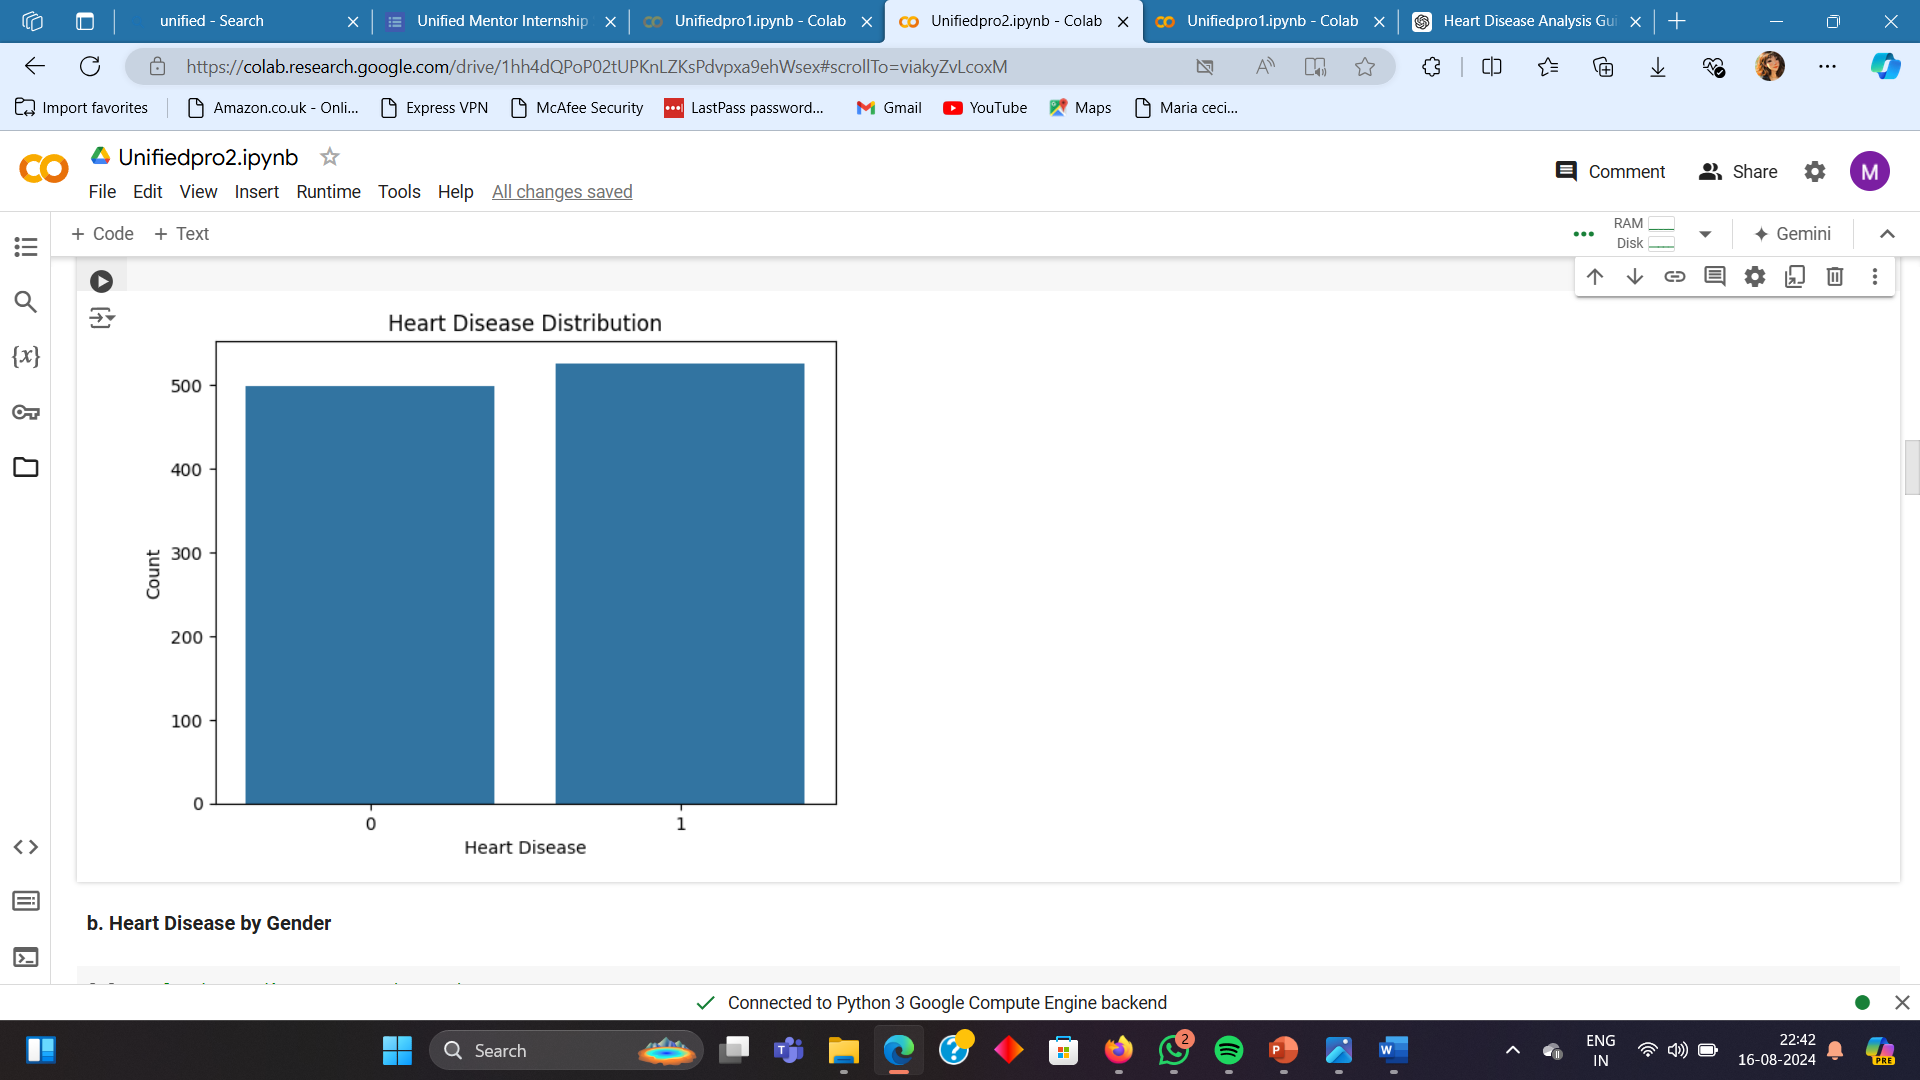 unified - Search
Unified Mentor Internship
Unifiedpro1.ipynb - Colab
Unifiedpro2.ipynb - Colab
Unifiedpro1.ipynb - Colab
Heart Disease Analysis Gui
https://colab.research.google.com/drive/1hh4dQPoP02tUPKnLZKsPdvpxa9ehWsex#scrollTo=viakyZvLcoxM
Import favorites
Amazon.co.uk - Onli...
Express VPN
McAfee Security
LastPass password...
Gmail
YouTube
Maps
Maria ceci...
Unifiedpro2.ipynb
File Edit View Insert Runtime Tools Help All changes saved
Comment
Share
M
+ Code + Text
RAM
Disk
Gemini
{x}
Heart Disease Distribution
500
400
300
200
100
0
Count
0 1
Heart Disease
b. Heart Disease by Gender
Connected to Python 3 Google Compute Engine backend
Search
2
ENG
IN
22:42
16-08-2024
PRE